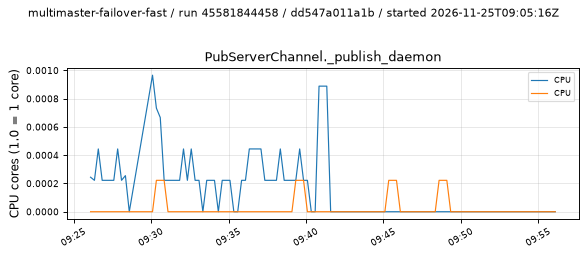 multimaster-failover-fast / run 45581844458 / dd547a011a1b / started 2026-11-25T09:05:16Z
PubServerChannel._publish_daemon
CPU cores (1.0 = 1 core)
0.0010
0.0008
0.0006
0.0004
0.0002
0.0000
CPU
CPU
09:25
09:30
09:35
09:40
09:45
09:50
09:55